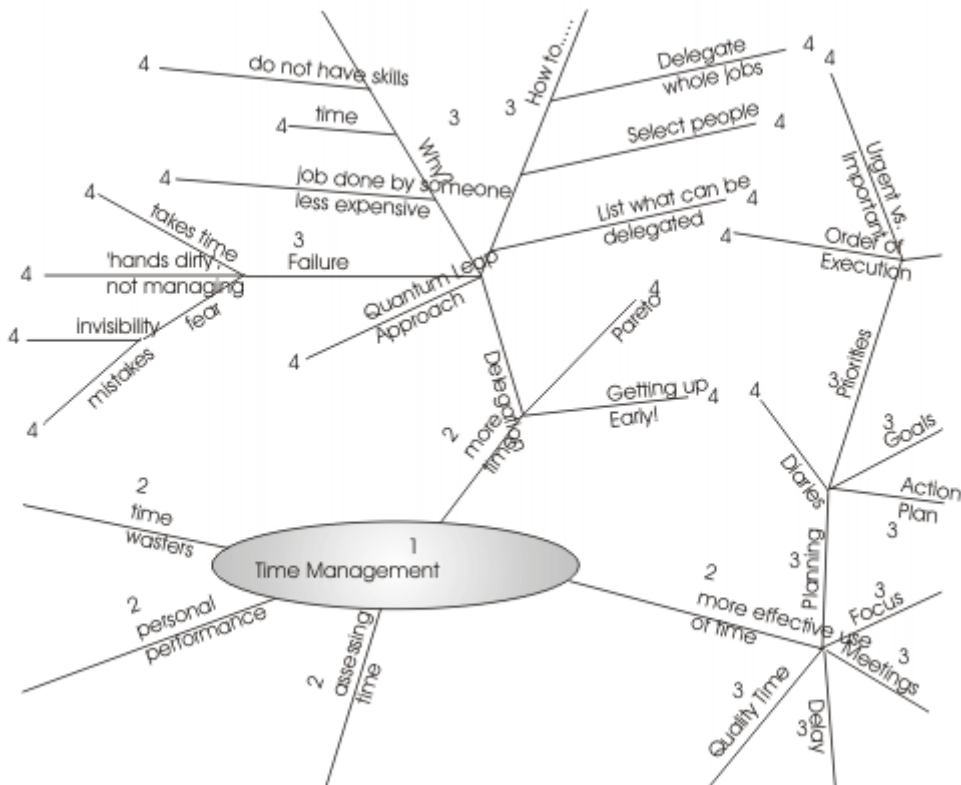 do not have skills
4
time
4
3
Why?
job done by someone
less expensive
4
3
How to.....
Delegate
whole jobs
4
Select people
4
List what can be
delegated
4
4
Urgent vs.
Important
Order of
Execution
4
takes time
4
3
Failure
'hands dirty'
not managing
4
fear
invisibility
4
mistakes
4
Quantum Leap
Approach
4
Delegation
3
Pareto
4
Getting up
Early!
4
2
more
time
Priorities
3
Diaries
4
3
Goals
Action
Plan
3
Planning
3
2
time
wasters
1
Time Management
2
personal
performance
2
assessing
time
2
more effective use
of time
3
Focus
3
Meetings
3
Quality Time
3
Delay